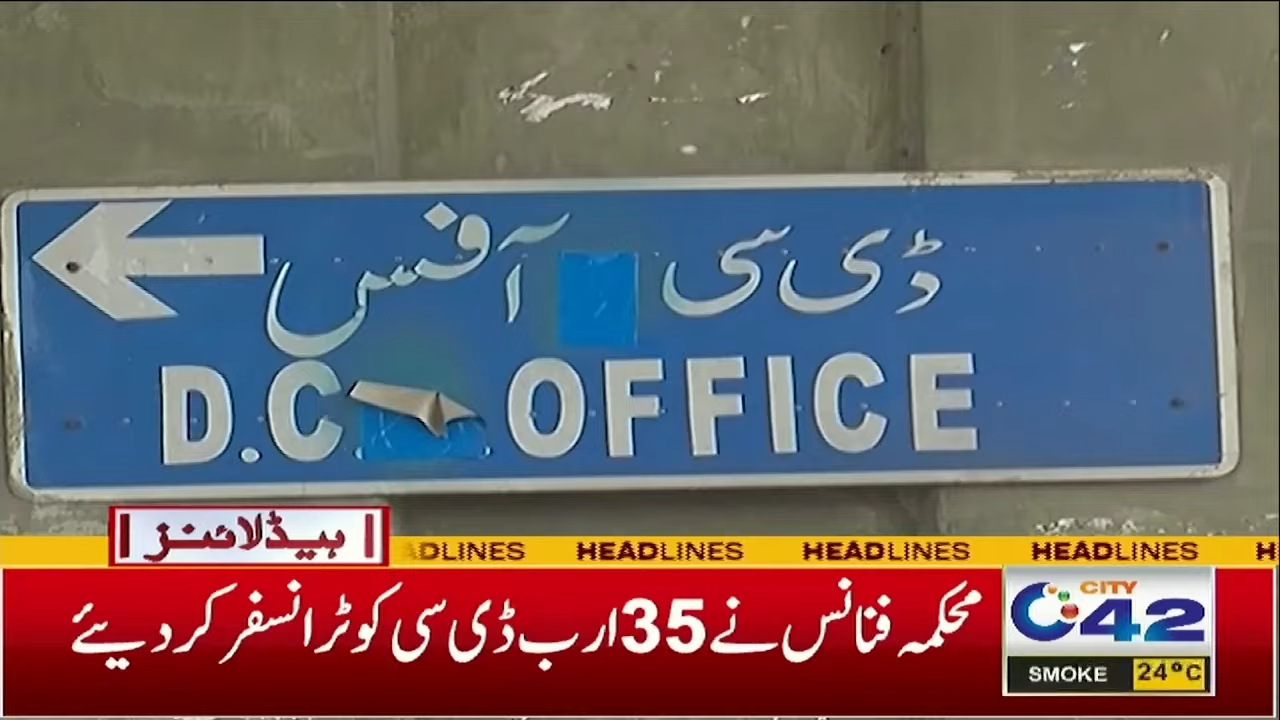 ڈی سی آفس
D.C OFFICE
ہیڈلائنز
ADLINES HEADLINES HEADLINES HEADLINES H
محکمہ فنانس نے 35 ارب ڈی سی کو ٹرانسفر کر دیئے
CITY
42
SMOKE 24°C